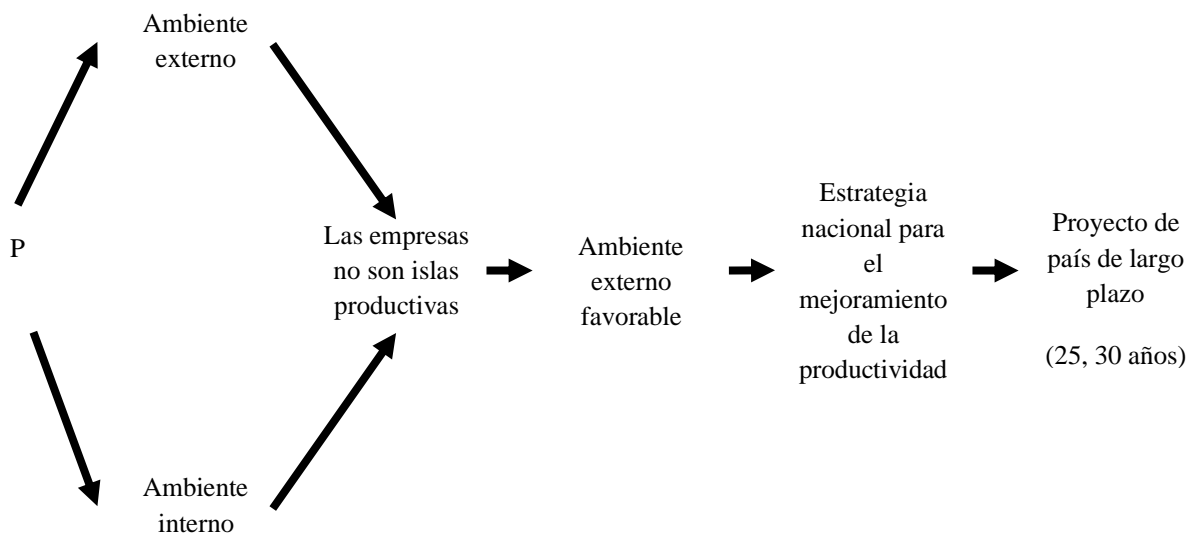 Ambiente
externo
P
Las empresas
no son islas
productivas
Ambiente
externo
favorable
Estrategia
nacional para
el
mejoramiento
de la
productividad
Proyecto de
país de largo
plazo
(25, 30 años)
Ambiente
interno